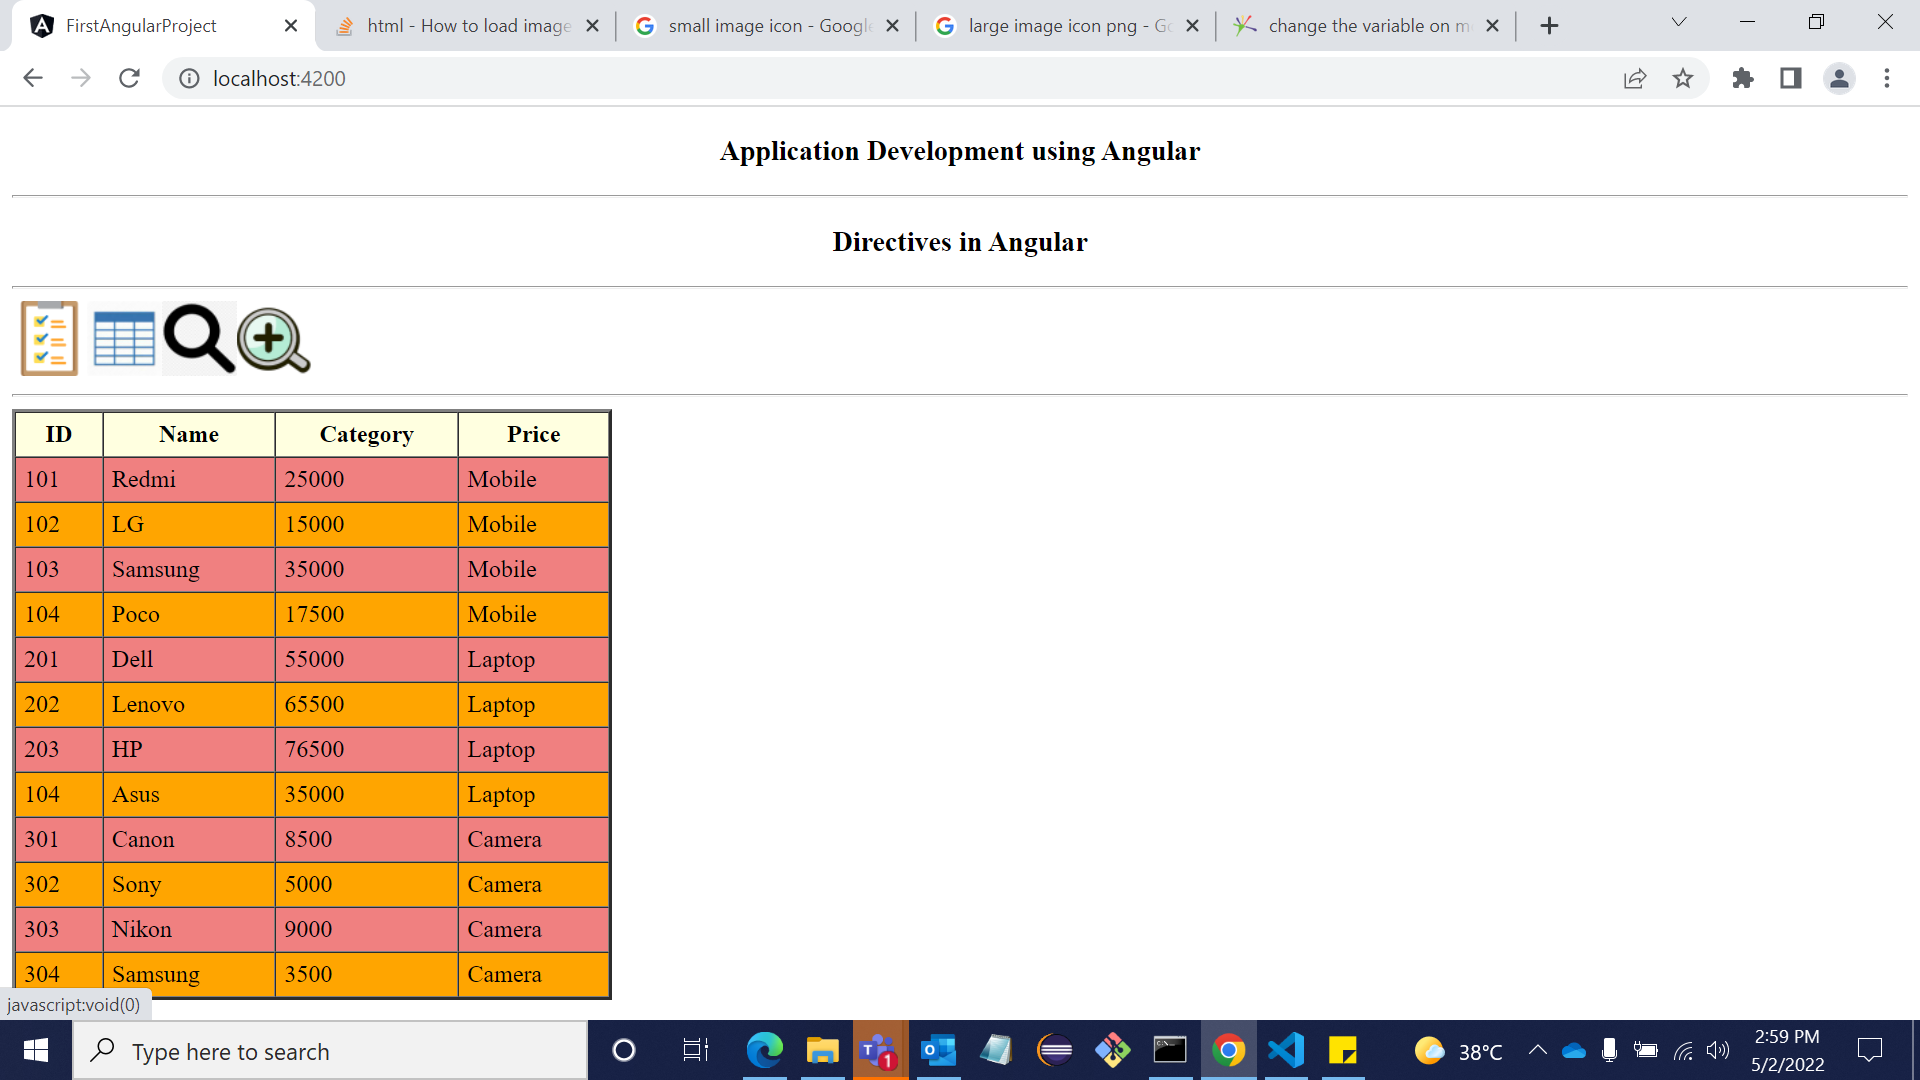 FirstAngularProject
html - How to load image
small image icon - Google
large image icon png - Go
change the variable on m
localhost:4200
Application Development using Angular
Directives in Angular
ID Name Category Price
101 Redmi 25000 Mobile
102 LG 15000 Mobile
103 Samsung 35000 Mobile
104 Poco 17500 Mobile
201 Dell 55000 Laptop
202 Lenovo 65500 Laptop
203 HP 76500 Laptop
104 Asus 35000 Laptop
301 Canon 8500 Camera
302 Sony 5000 Camera
303 Nikon 9000 Camera
304 Samsung 3500 Camera
javascript:void(0)
Type here to search
1
38°C
2:59 PM
5/2/2022